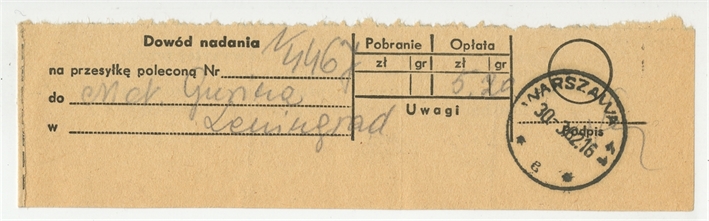 Dowód nadania
Pobranie Opłata
zł gr zł gr
na przesyłkę poleconą Nr 4467
5,20
do
Uwagi
w Leningrad
WARSZAWA
podpis